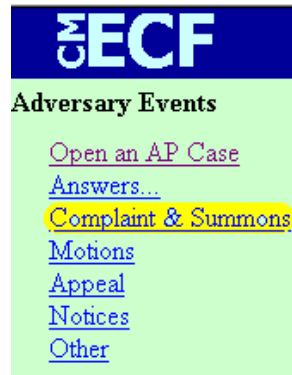 CM ECF
Adversary Events
Open an AP Case
Answers...
Complaint & Summons
Motions
Appeal
Notices
Other